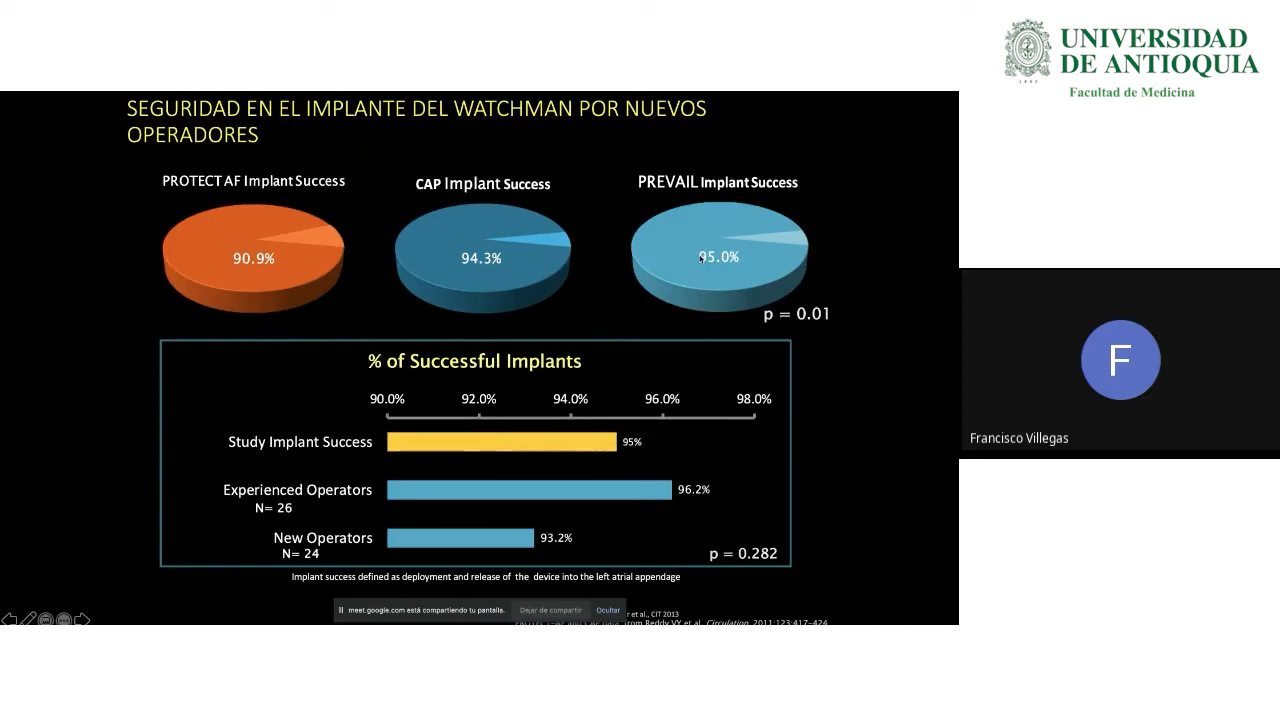 UNIVERSIDAD
DE ANTIOQUIA
1803
Facultad de Medicina
SEGURIDAD EN EL IMPLANTE DEL WATCHMAN POR NUEVOS
OPERADORES
PROTECT AF Implant Success
CAP Implant Success
PREVAIL Implant Success
90.9%
94.3%
95.0%
p = 0.01
% of Successful Implants
90.0% 92.0% 94.0% 96.0% 98.0%
Study Implant Success 95%
Experienced Operators 96.2%
N= 26
New Operators 93.2%
N= 24
p = 0.282
Implant success defined as deployment and release of the device into the left atrial appendage
meet.google.com está compartiendo tu pantalla. Dejar de compartir Ocultar
et al., CIT 2013
from Reddy VY et al. Circulation. 2011;123:417-424
F
Francisco Villegas